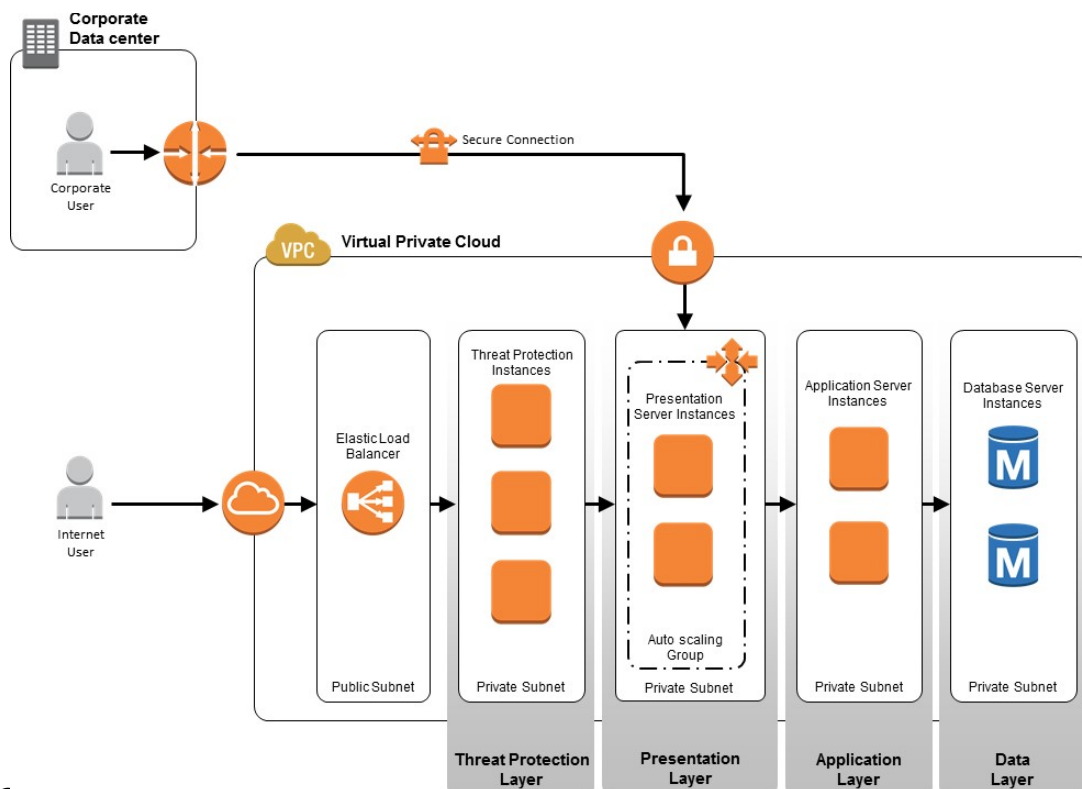 Corporate
Data center
Corporate
User
Secure Connection
VPC
Virtual Private Cloud
Internet
User
Elastic Load
Balancer
Public Subnet
Threat Protection
Instances
Private Subnet
Presentation
Server Instances
Auto scaling
Group
Private Subnet
Application Server
Instances
Private Subnet
Database Server
Instances
M
M
Private Subnet
Threat Protection
Layer
Presentation
Layer
Application
Layer
Data
Layer